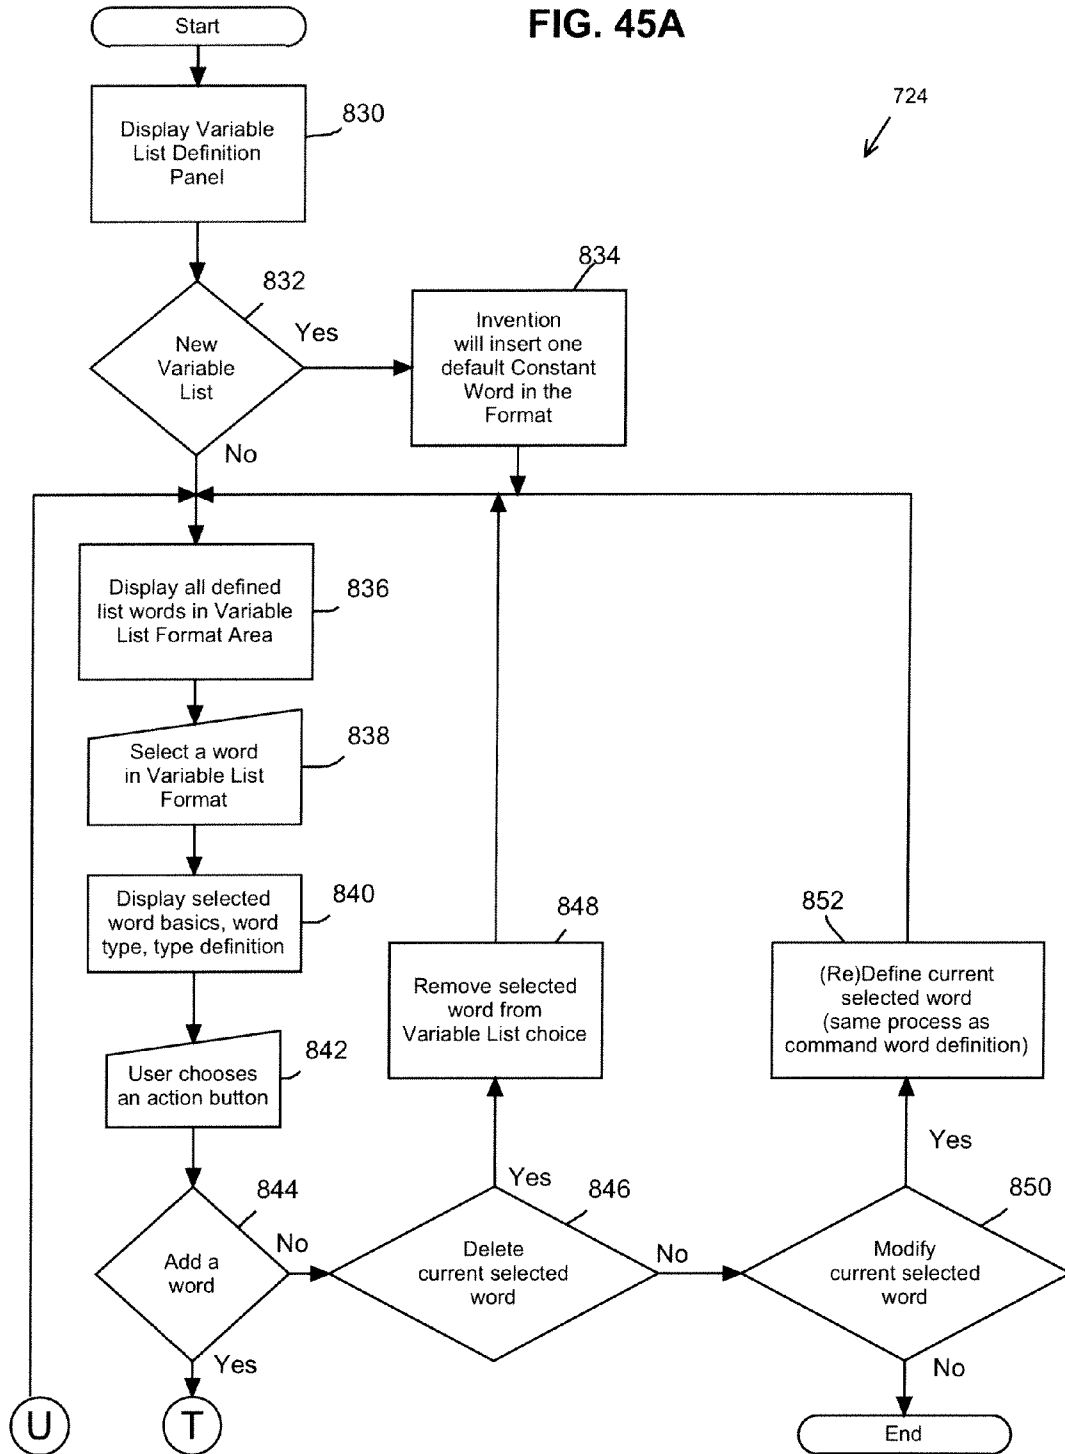 FIG. 45A
Start
724
Display Variable
List Definition
Panel
830
832
New
Variable
List
Yes
No
834
Invention
will insert one
default Constant
Word in the
Format
Display all defined
list words in Variable
List Format Area
836
Select a word
in Variable List
Format
838
Display selected
word basics, word
type, type definition
840
User chooses
an action button
842
844
Add a
word
No
Yes
848
Remove selected
word from
Variable List choice
Yes
846
Delete
current selected
word
No
852
(Re)Define current
selected word
(same process as
command word definition)
Yes
850
Modify
current selected
word
No
U
T
End